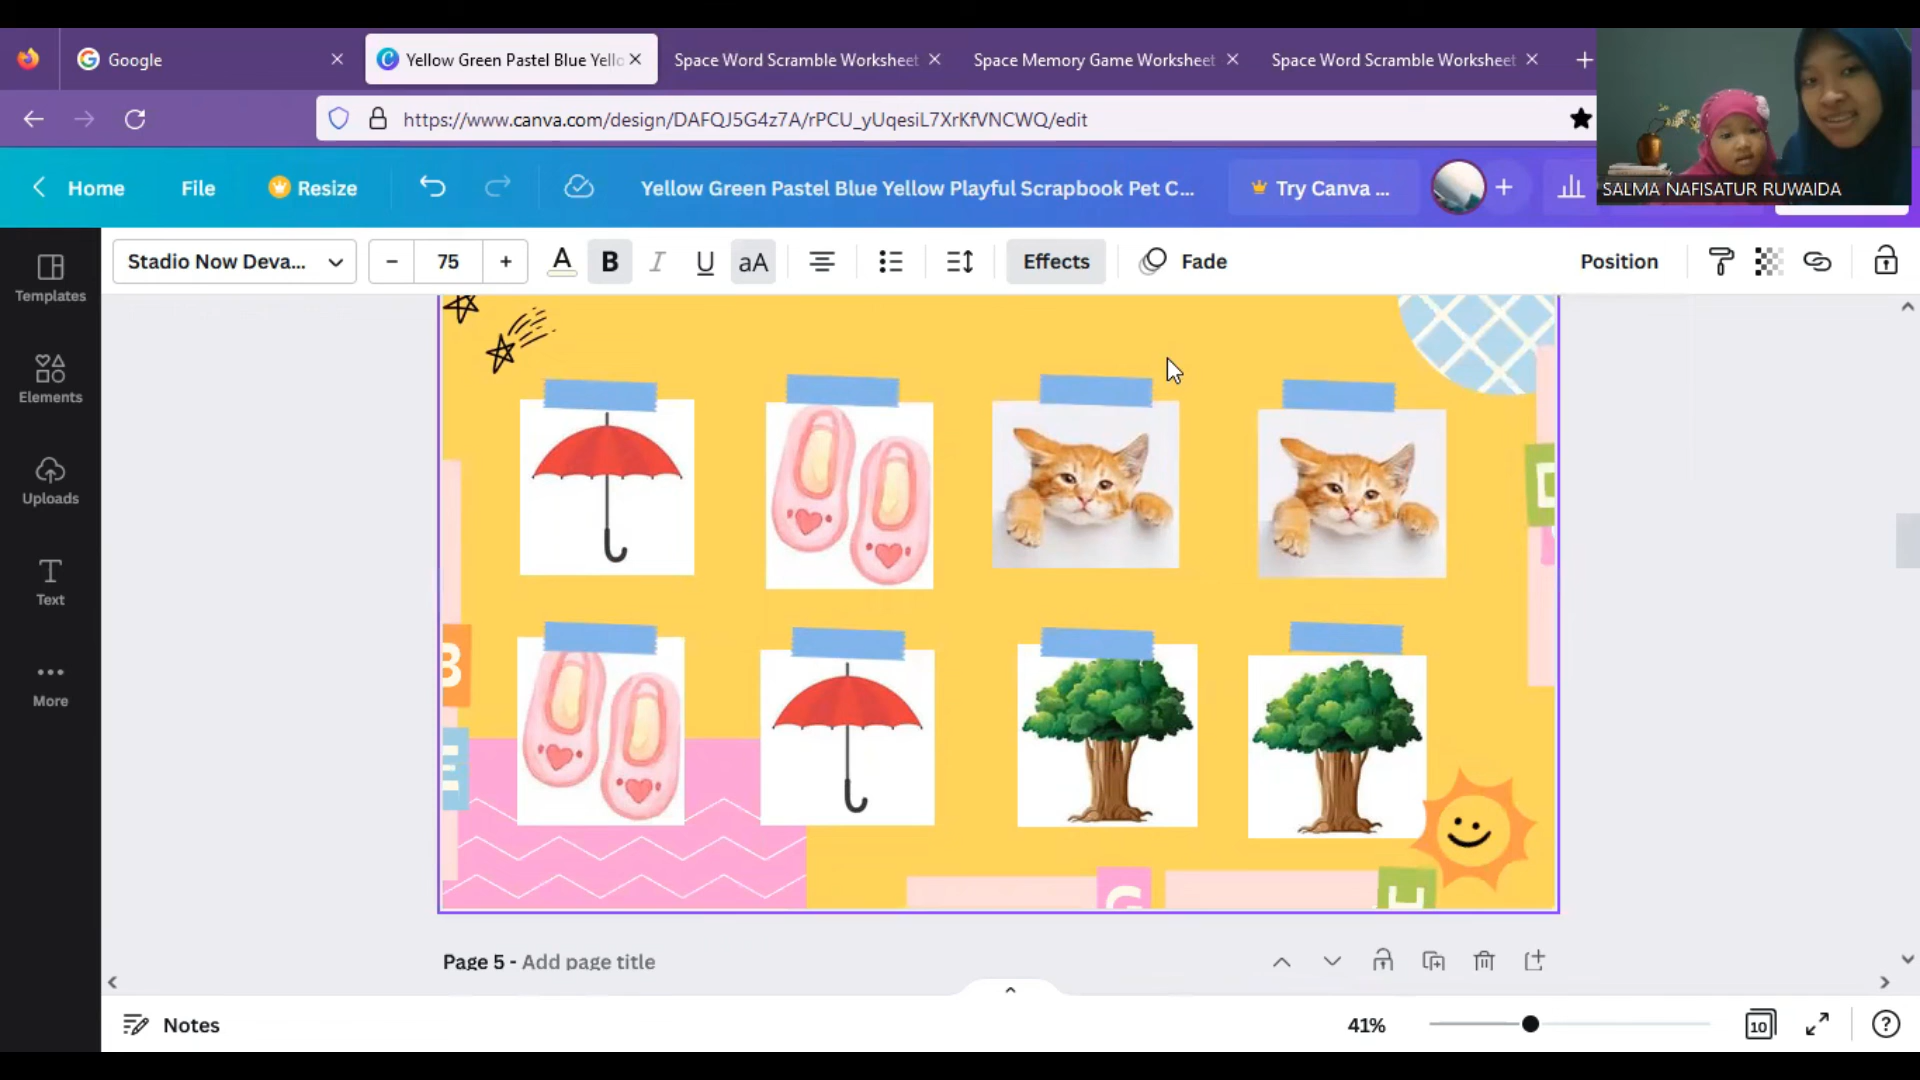 Google
Yellow Green Pastel Blue Yello
Space Word Scramble Worksheet
Space Memory Game Worksheet
Space Word Scramble Worksheet
https://www.canva.com/design/DAFQJ5G4z7A/rPCU_yUqesiL7XrKfVNCWQ/edit
Home
File
Resize
Yellow Green Pastel Blue Yellow Playful Scrapbook Pet C...
Try Canva ...
SALMA NAFISATUR RUWAIDA
Stadio Now Deva...
75
A
B
I
U
aA
Effects
Fade
Position
Templates
Elements
Uploads
Text
More
B
E
G
H
Page 5 - Add page title
Notes
41%
10